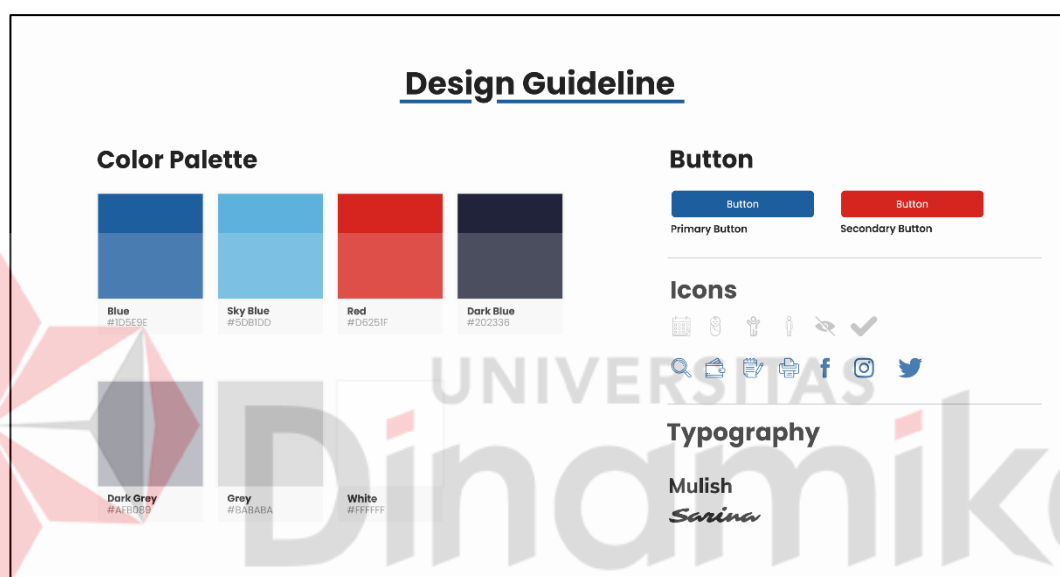 Design Guideline
Color Palette
Blue
#1D5E9E
Sky Blue
#5DB1DD
Red
#D6251F
Dark Blue
#202336
Dark Grey
#AFB0B9
Grey
#BABABA
White
#FFFFFF
Button
Button
Primary Button
Button
Secondary Button
Icons
Typography
Mulish
Sarina
UNIVERSITAS
Dinamika